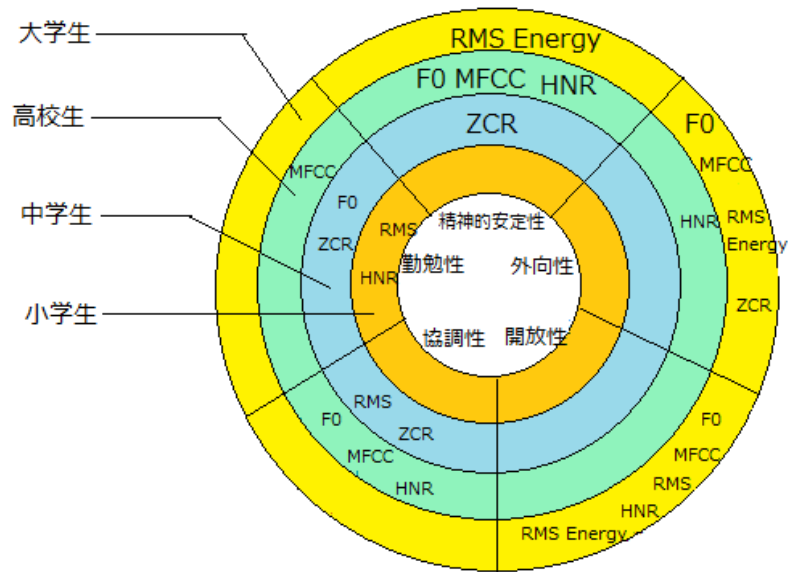 大学生
高校生
中学生
小学生
RMS Energy
F0 MFCC HNR
ZCR
精神的安定性
F0
MFCC
RMS
Energy
ZCR
HNR
外向性
F0
MFCC
RMS
HNR
RMS Energy
開放性
F0
MFCC
HNR
RMS
ZCR
協調性
MFCC
F0
ZCR
RMS
HNR
勤勉性